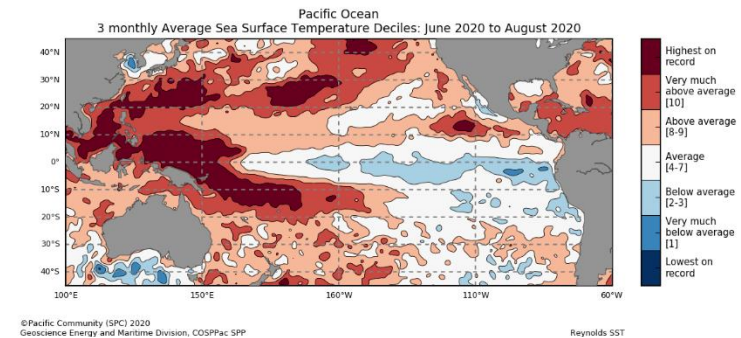 Pacific Ocean
3 monthly Average Sea Surface Temperature Deciles: June 2020 to August 2020
40°N
30°N
20°N
10°N
0°
10°S
20°S
30°S
40°S
100°E
150°E
160°W
110°W
60°W
Highest on
record
Very much
above average
[10]
Above average
[8-9]
Average
[4-7]
Below average
[2-3]
Very much
below average
[1]
Lowest on
record
©Pacific Community (SPC) 2020
Geoscience Energy and Maritime Division, COSPPac SPP
Reynolds SST